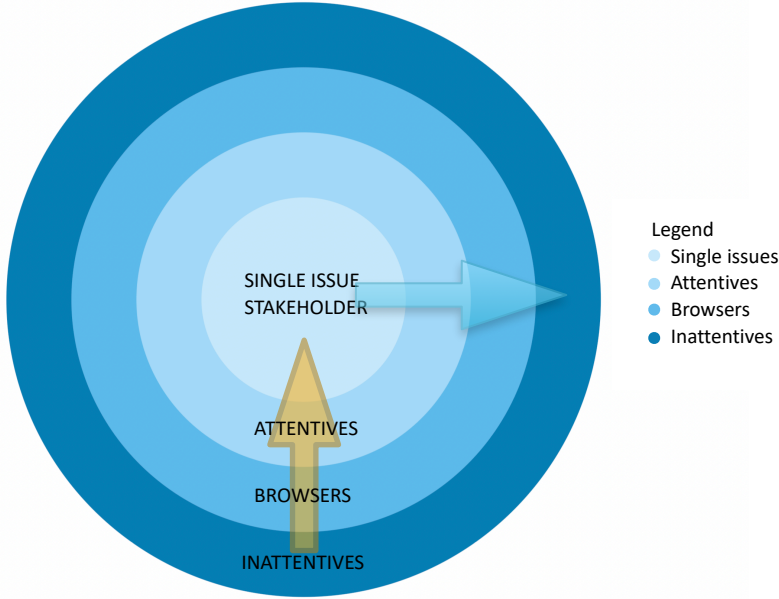 SINGLE ISSUE
STAKEHOLDER
ATTENTIVES
BROWSERS
INATTENTIVES
Legend
Single issues
Attentives
Browsers
Inattentives